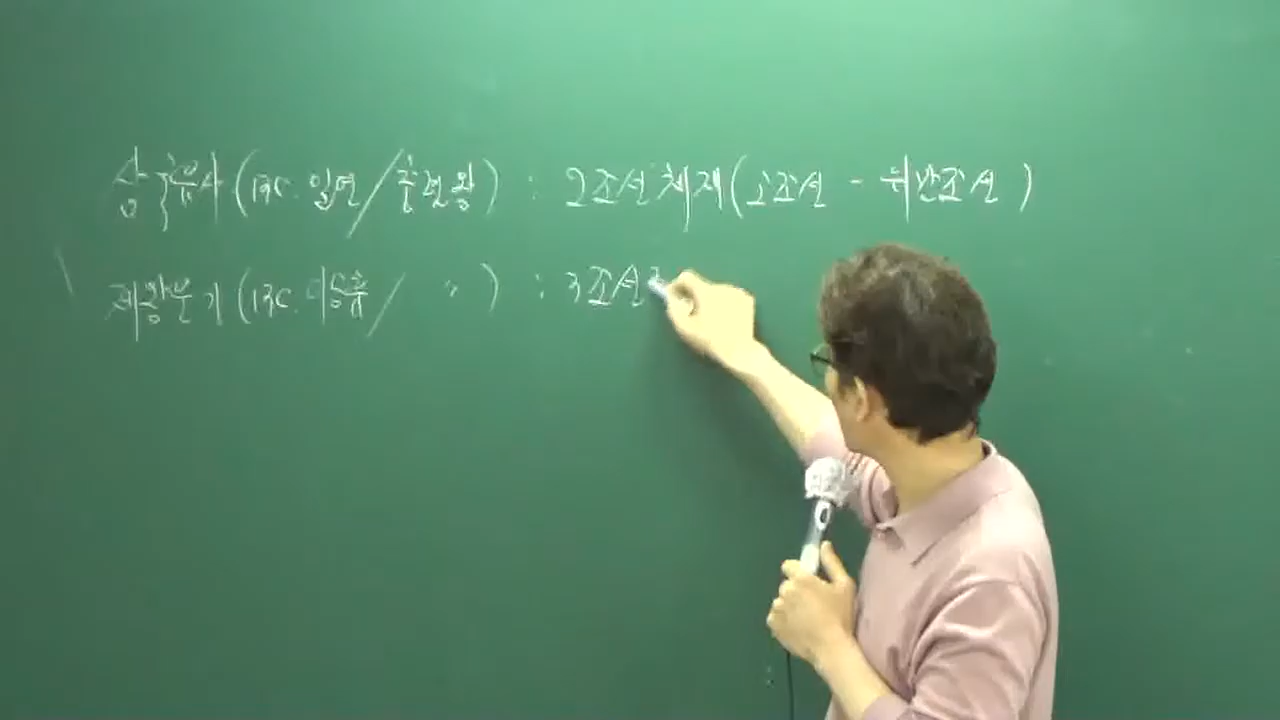 삼국유사 (13C. 일연/충렬왕) : 2조선 체제(고조선 - 위만조선)
제왕운기 (13C. 이승휴/ 〃 ) : 3조선